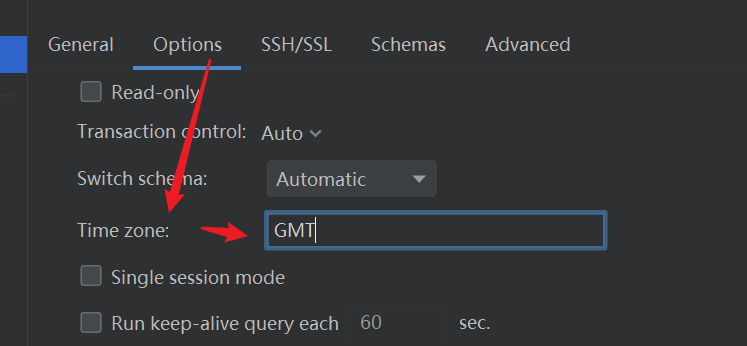 General Options SSH/SSL Schemas Advanced
Read-only
Transaction control: Auto
Switch schema: Automatic
Time zone: GMT
Single session mode
Run keep-alive query each 60 sec.